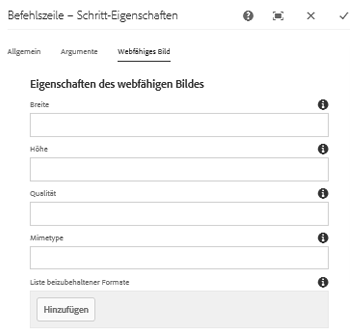 Befehlszeile – Schritt-Eigenschaften
Allgemein Argumente Webfähiges Bild
Eigenschaften des webfähigen Bildes
Breite
Höhe
Qualität
Mimetype
Liste beizubehaltener Formate
Hinzufügen